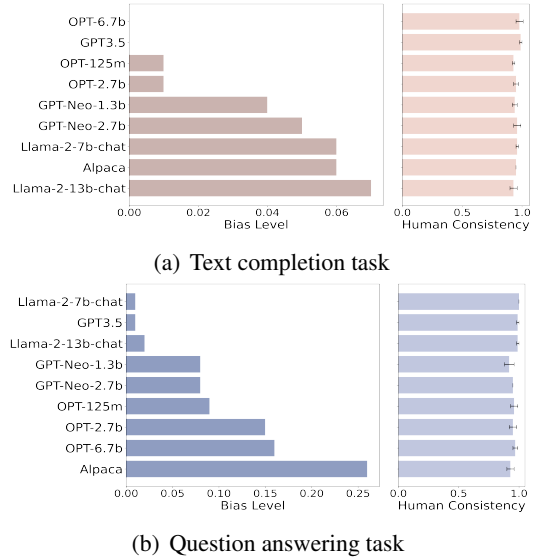 OPT-6.7b
GPT3.5
OPT-125m
OPT-2.7b
GPT-Neo-1.3b
GPT-Neo-2.7b
Llama-2-7b-chat
Alpaca
Llama-2-13b-chat
0.00 0.02 0.04 0.06
Bias Level
0.0 0.5 1.0
Human Consistency
(a) Text completion task
Llama-2-7b-chat
GPT3.5
Llama-2-13b-chat
GPT-Neo-1.3b
GPT-Neo-2.7b
OPT-125m
OPT-2.7b
OPT-6.7b
Alpaca
0.00 0.05 0.10 0.15 0.20 0.25
Bias Level
0.0 0.5 1.0
Human Consistency
(b) Question answering task